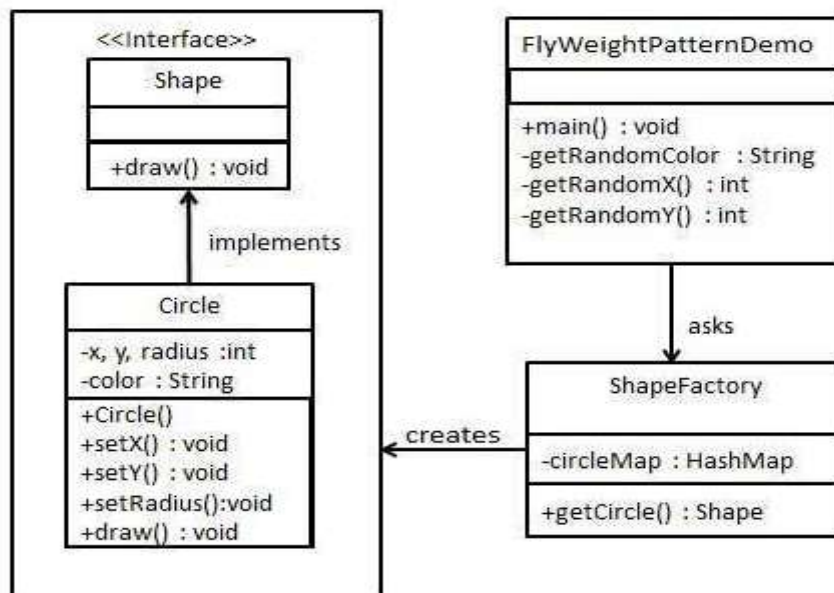 <<Interface>>
Shape
+draw() : void
implements
Circle
-x, y, radius :int
-color : String
+Circle()
+setX() : void
+setY() : void
+setRadius():void
+draw() : void
FlyWeightPatternDemo
+main() : void
-getRandomColor : String
-getRandomX() : int
-getRandomY() : int
asks
ShapeFactory
-circleMap : HashMap
+getCircle() : Shape
creates